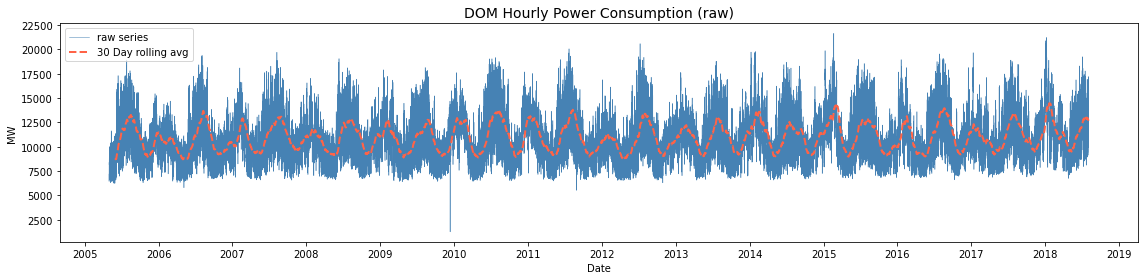 DOM Hourly Power Consumption (raw)
raw series
30 Day rolling avg
MW
22500
20000
17500
15000
12500
10000
7500
5000
2500
2005 2006 2007 2008 2009 2010 2011 2012 2013 2014 2015 2016 2017 2018 2019
Date